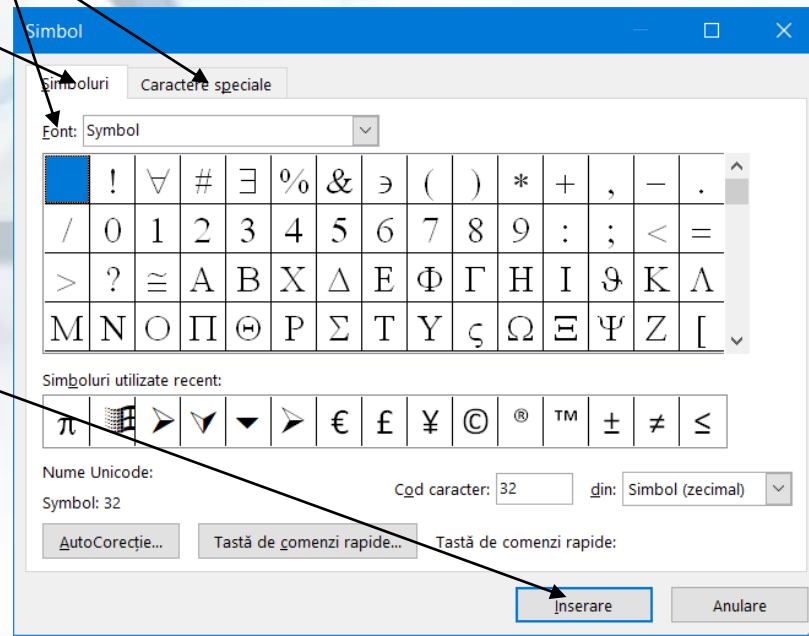 Simbol
Simboluri Caractere speciale
Font: Symbol
! ∀ # ∃ % & ∍ ( ) * + , − .
/ 0 1 2 3 4 5 6 7 8 9 : ; < =
> ? ≅ Α Β Χ Δ Ε Φ Γ Η Ι ϑ Κ Λ
Μ Ν Ο Π Θ Ρ Σ Τ Υ ς Ω Ξ Ψ Ζ [
Simboluri utilizate recent:
π ➢ € £ ¥ © ® ™ ± ≠ ≤
Nume Unicode:
Symbol: 32
Cod caracter: 32 din: Simbol (zecimal)
AutoCorecție... Tastă de comenzi rapide... Tastă de comenzi rapide:
Inserare Anulare